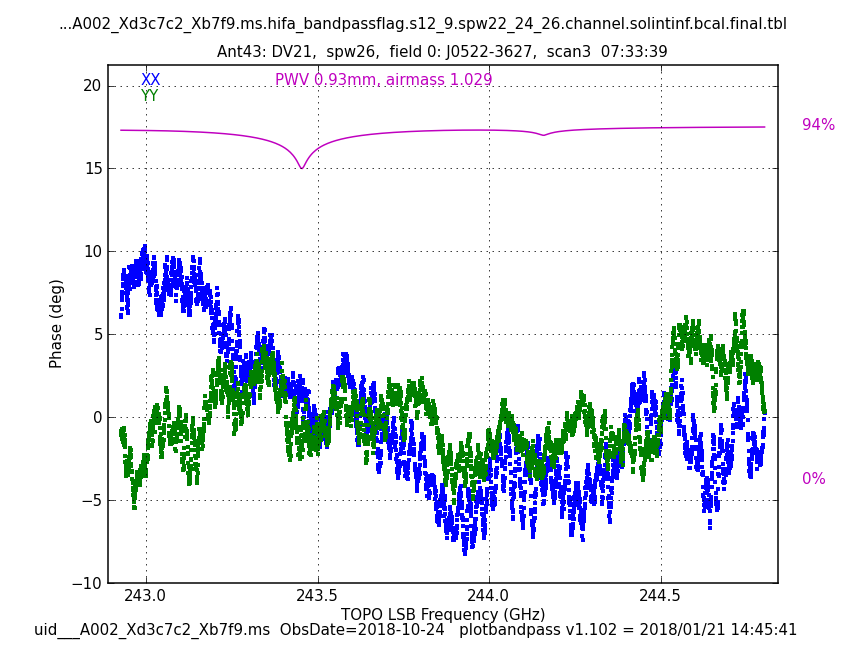 ...A002_Xd3c7c2_Xb7f9.ms.hifa_bandpassflag.s12_9.spw22_24_26.channel.solintinf.bcal.final.tbl
Ant43: DV21,  spw26,  field 0: J0522-3627,  scan3  07:33:39
XX
YY
PWV 0.93mm, airmass 1.029
94%
0%
20
15
10
5
0
−5
−10
Phase (deg)
243.0
243.5
244.0
244.5
TOPO LSB Frequency (GHz)
uid___A002_Xd3c7c2_Xb7f9.ms  ObsDate=2018-10-24   plotbandpass v1.102 = 2018/01/21 14:45:41